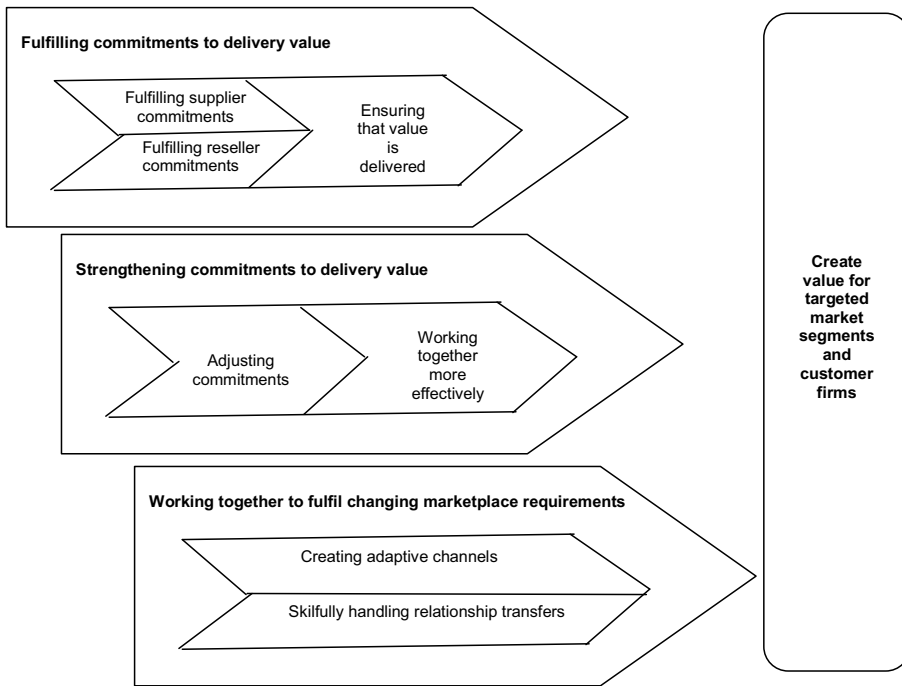 Fulfilling commitments to delivery value
Fulfilling supplier
commitments
Fulfilling reseller
commitments
Ensuring
that value
is
delivered
Strengthening commitments to delivery value
Adjusting
commitments
Working
together
more
effectively
Working together to fulfil changing marketplace requirements
Creating adaptive channels
Skilfully handling relationship transfers
Create
value for
targeted
market
segments
and
customer
firms